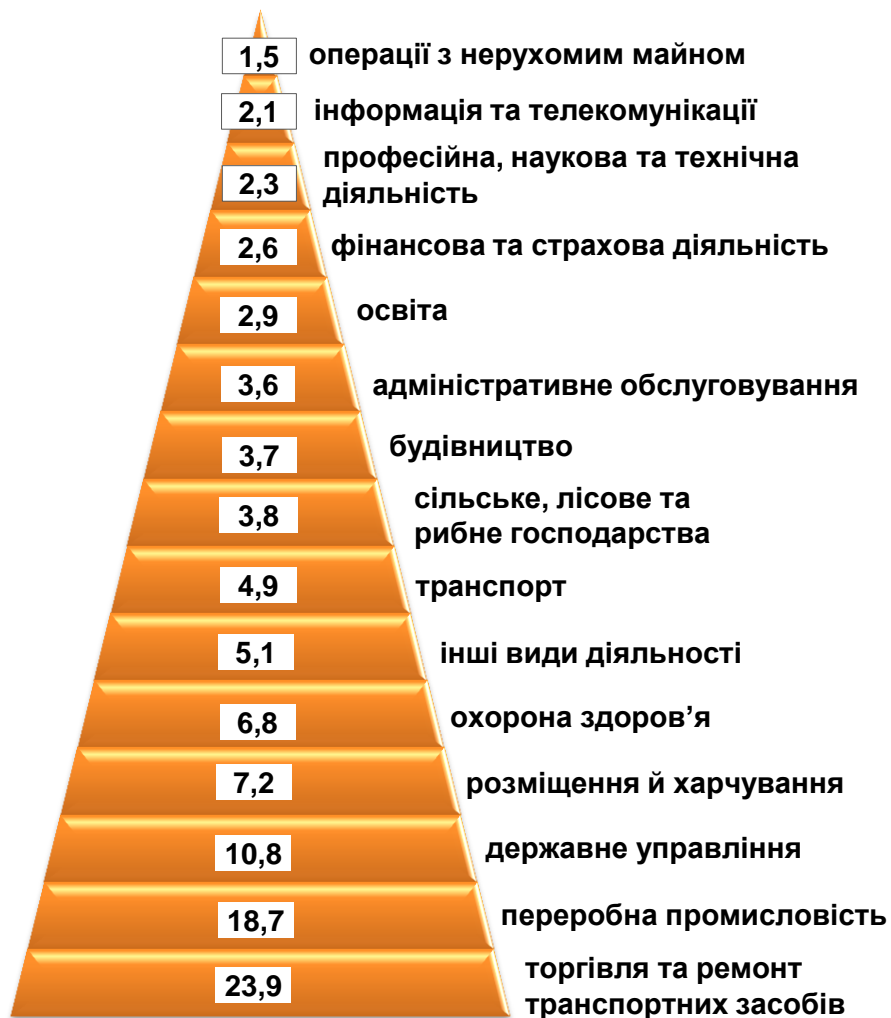 1,5 операції з нерухомим майном
2,1 інформація та телекомунікації
професійна, наукова та технічна
2,3 діяльність
2,6 фінансова та страхова діяльність
2,9 освіта
3,6 адміністративне обслуговування
3,7 будівництво
сільське, лісове та
3,8 рибне господарства
4,9 транспорт
5,1 інші види діяльності
6,8 охорона здоров’я
7,2 розміщення й харчування
10,8 державне управління
18,7 переробна промисловість
торгівля та ремонт
23,9 транспортних засобів